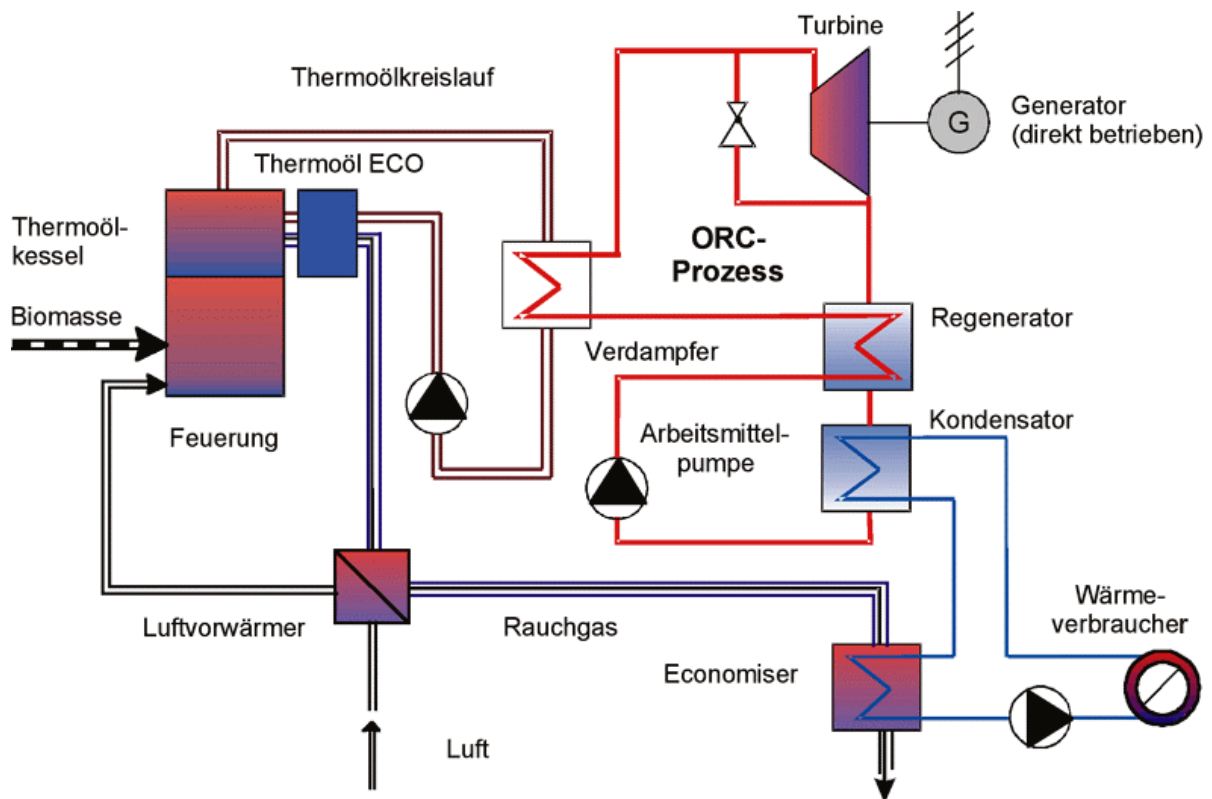 Turbine
Thermoölkreislauf
Generator
(direkt betrieben)
G
Thermoöl ECO
Thermoöl-
kessel
ORC-
Prozess
Biomasse
Regenerator
Verdampfer
Feuerung
Arbeitsmittel-
pumpe
Kondensator
Luftvorwärmer
Rauchgas
Wärme-
verbraucher
Economiser
Luft